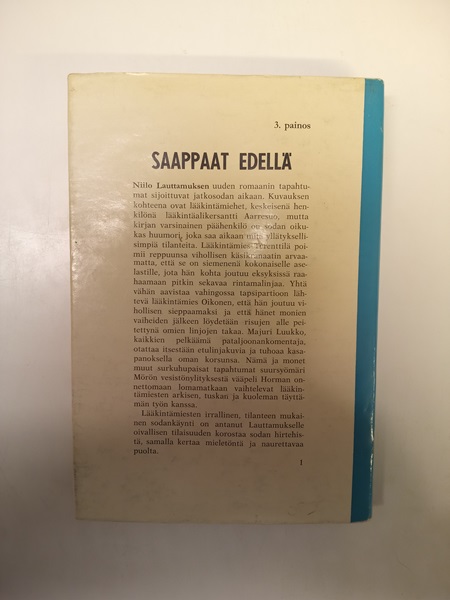 3. painos
SAAPPAAT EDELLÄ
Niilo Lauttamuksen uuden romaanin tapahtu-
mat sijoittuvat jatkosodan aikaan. Kuvauksen
kohteena ovat lääkintämiehet, keskeisenä hen-
kilönä lääkintäalikersantti Aarresuo, mutta
kirjan varsinainen päähenkilö on sodan oiku-
kas huumori, joka saa aikaan mitä yllätykselli-
simpiä tilanteita. Lääkintämies Terenttilä poi-
mii reppuunsa vihollisen käsikranaatin arvaa-
matta, että se on siemenenä kokonaiselle ase-
lastille, jota hän kohta joutuu eksyksissä raa-
haamaan pitkin sekavaa rintamalinjaa. Yhtä
vähän aavistaa vahingossa tapsipartioon läh-
tevä lääkintämies Oikonen, että hän joutuu vi-
hollisen sieppaamaksi ja että hänet monien
vaiheiden jälkeen löydetään risujen alle pei-
tettynä omien linjojen takaa. Majuri Luukko,
kaikkien pelkäämä pataljoonankomentaja,
otattaa itsestään etulinjakuvia ja tuhoaa kasa-
panoksella oman korsunsa. Nämä ja monet
muut surkuhupaisat tapahtumat suursyömäri
Mörön vesistönylityksestä vääpeli Horman on-
nettomaan lomamatkaan vaihtelevat lääkin-
tämiesten arkisen, tuskan ja kuoleman täyttä-
män työn kanssa.
Lääkintämiesten irrallinen, tilanteen mukai-
nen sodankäynti on antanut Lauttamukselle
oivallisen tilaisuuden korostaa sodan hirtehis-
tä, samalla kertaa mieletöntä ja naurettavaa
puolta.
1